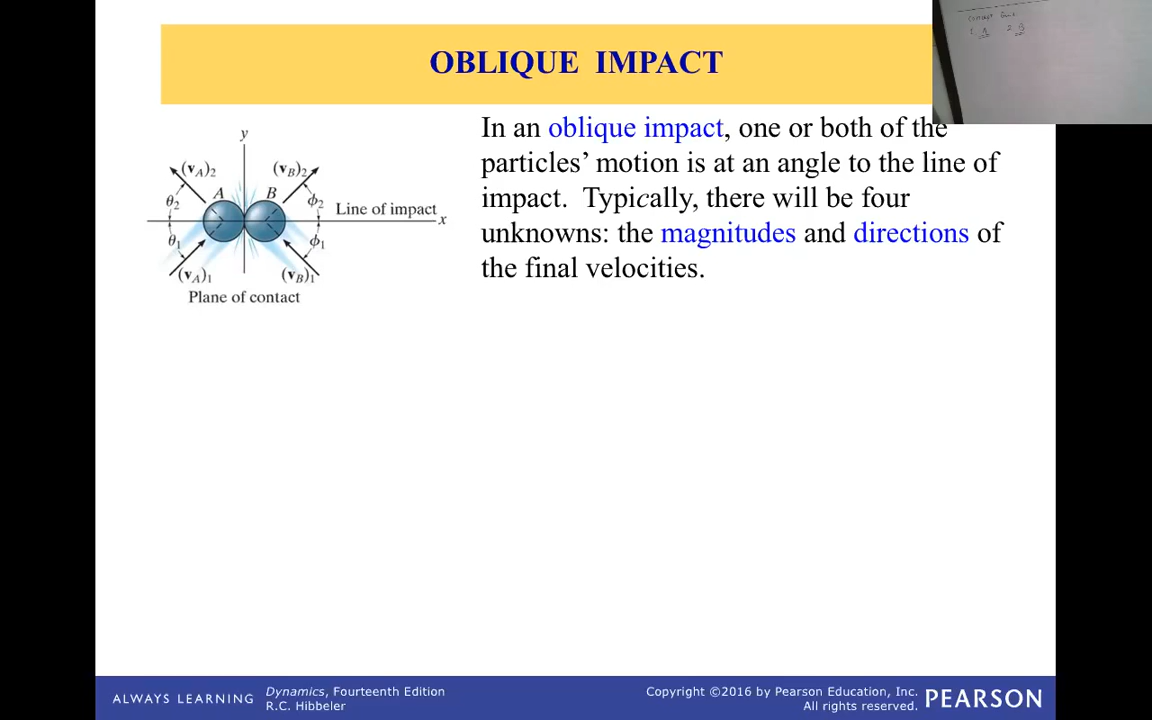 OBLIQUE IMPACT
Concept
1. A 2. B
In an oblique impact, one or both of the
particles’ motion is at an angle to the line of
impact. Typically, there will be four
unknowns: the magnitudes and directions of
the final velocities.
y
(vA)2 (vB)2
A B
θ2 ϕ2
Line of impact
x
θ1 ϕ1
(vA)1 (vB)1
Plane of contact
ALWAYS LEARNING
Dynamics, Fourteenth Edition
R.C. Hibbeler
Copyright ©2016 by Pearson Education, Inc.
All rights reserved.
PEARSON